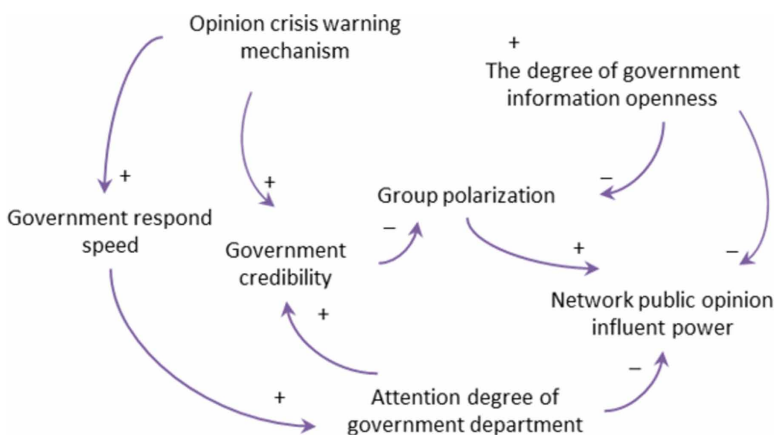 Opinion crisis warning
mechanism
+
The degree of government
information openness
+
+
–
Group polarization
Government respond
speed
–
Government
credibility
+
–
Network public opinion
influent power
+
–
+
Attention degree of
government department